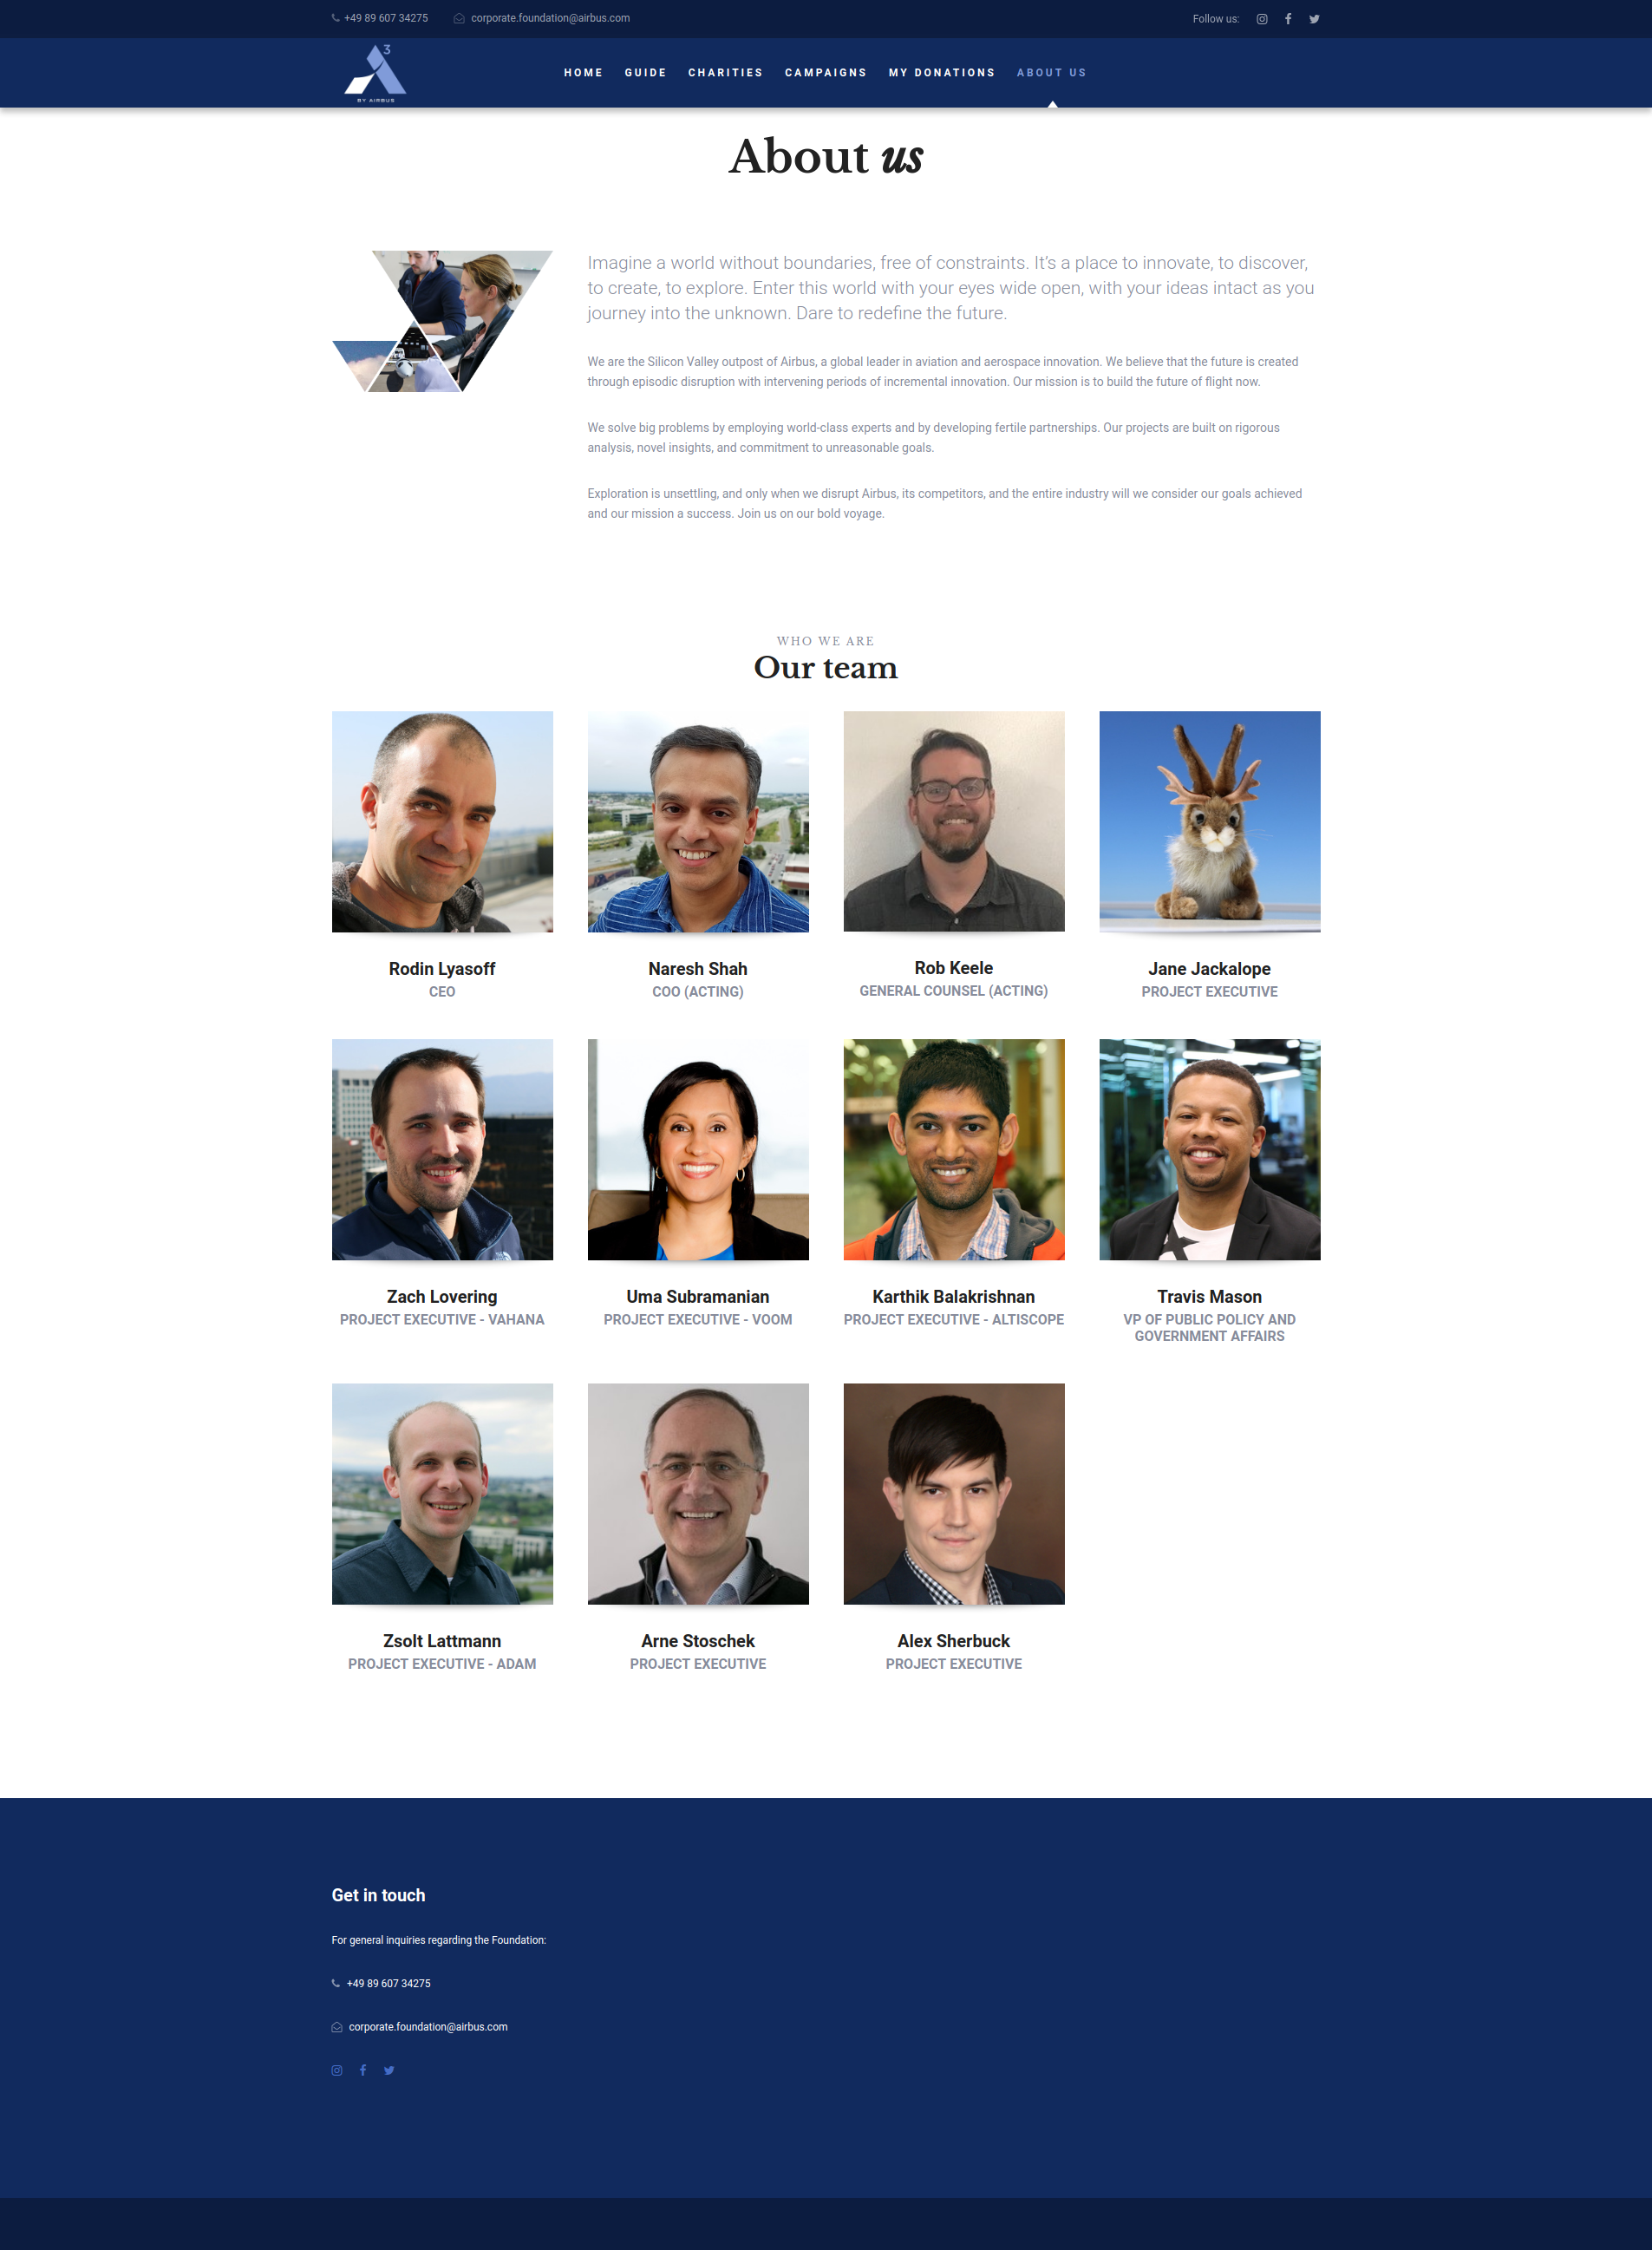 +49 89 607 34275 corporate.foundation@airbus.com Follow us:
3
BY AIRBUS
HOME GUIDE CHARITIES CAMPAIGNS MY DONATIONS ABOUT US
About us
Imagine a world without boundaries, free of constraints. It's a place to innovate, to discover,
to create, to explore. Enter this world with your eyes wide open, with your ideas intact as you
journey into the unknown. Dare to redefine the future.
We are the Silicon Valley outpost of Airbus, a global leader in aviation and aerospace innovation. We believe that the future is created
through episodic disruption with intervening periods of incremental innovation. Our mission is to build the future of flight now.
We solve big problems by employing world-class experts and by developing fertile partnerships. Our projects are built on rigorous
analysis, novel insights, and commitment to unreasonable goals.
Exploration is unsettling, and only when we disrupt Airbus, its competitors, and the entire industry will we consider our goals achieved
and our mission a success. Join us on our bold voyage.
WHO WE ARE
Our team
Rodin Lyasoff
CEO
Naresh Shah
COO (ACTING)
Rob Keele
GENERAL COUNSEL (ACTING)
Jane Jackalope
PROJECT EXECUTIVE
Zach Lovering
PROJECT EXECUTIVE - VAHANA
Uma Subramanian
PROJECT EXECUTIVE - VOOM
Karthik Balakrishnan
PROJECT EXECUTIVE - ALTISCOPE
Travis Mason
VP OF PUBLIC POLICY AND
GOVERNMENT AFFAIRS
Zsolt Lattmann
PROJECT EXECUTIVE - ADAM
Arne Stoschek
PROJECT EXECUTIVE
Alex Sherbuck
PROJECT EXECUTIVE
Get in touch
For general inquiries regarding the Foundation:
+49 89 607 34275
corporate.foundation@airbus.com